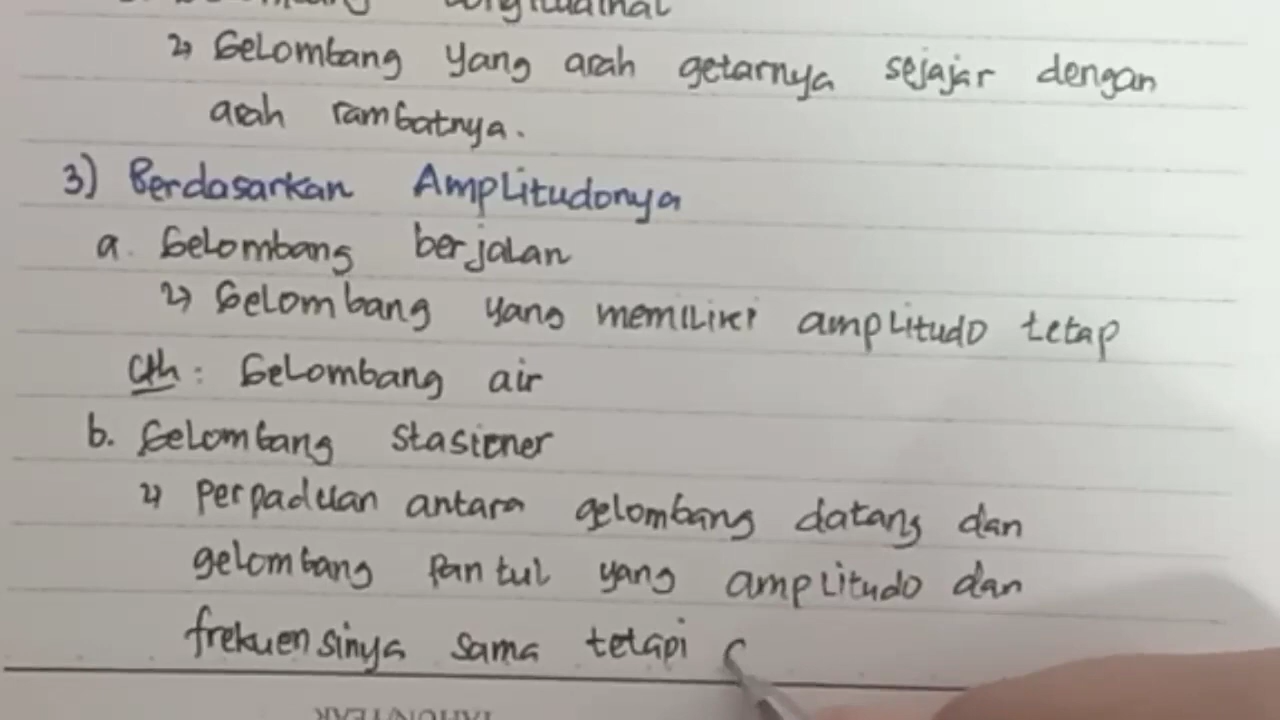 longitudinal
↳ Gelombang yang arah getarnya sejajar dengan
arah rambatnya.
3) Berdasarkan Amplitudonya
a. Gelombang berjalan
↳ Gelombang yang memiliki amplitudo tetap
Cth : Gelombang air
b. Gelombang stasioner
↳ Perpaduan antara gelombang datang dan
gelombang pantul yang amplitudo dan
frekuensinya sama tetapi